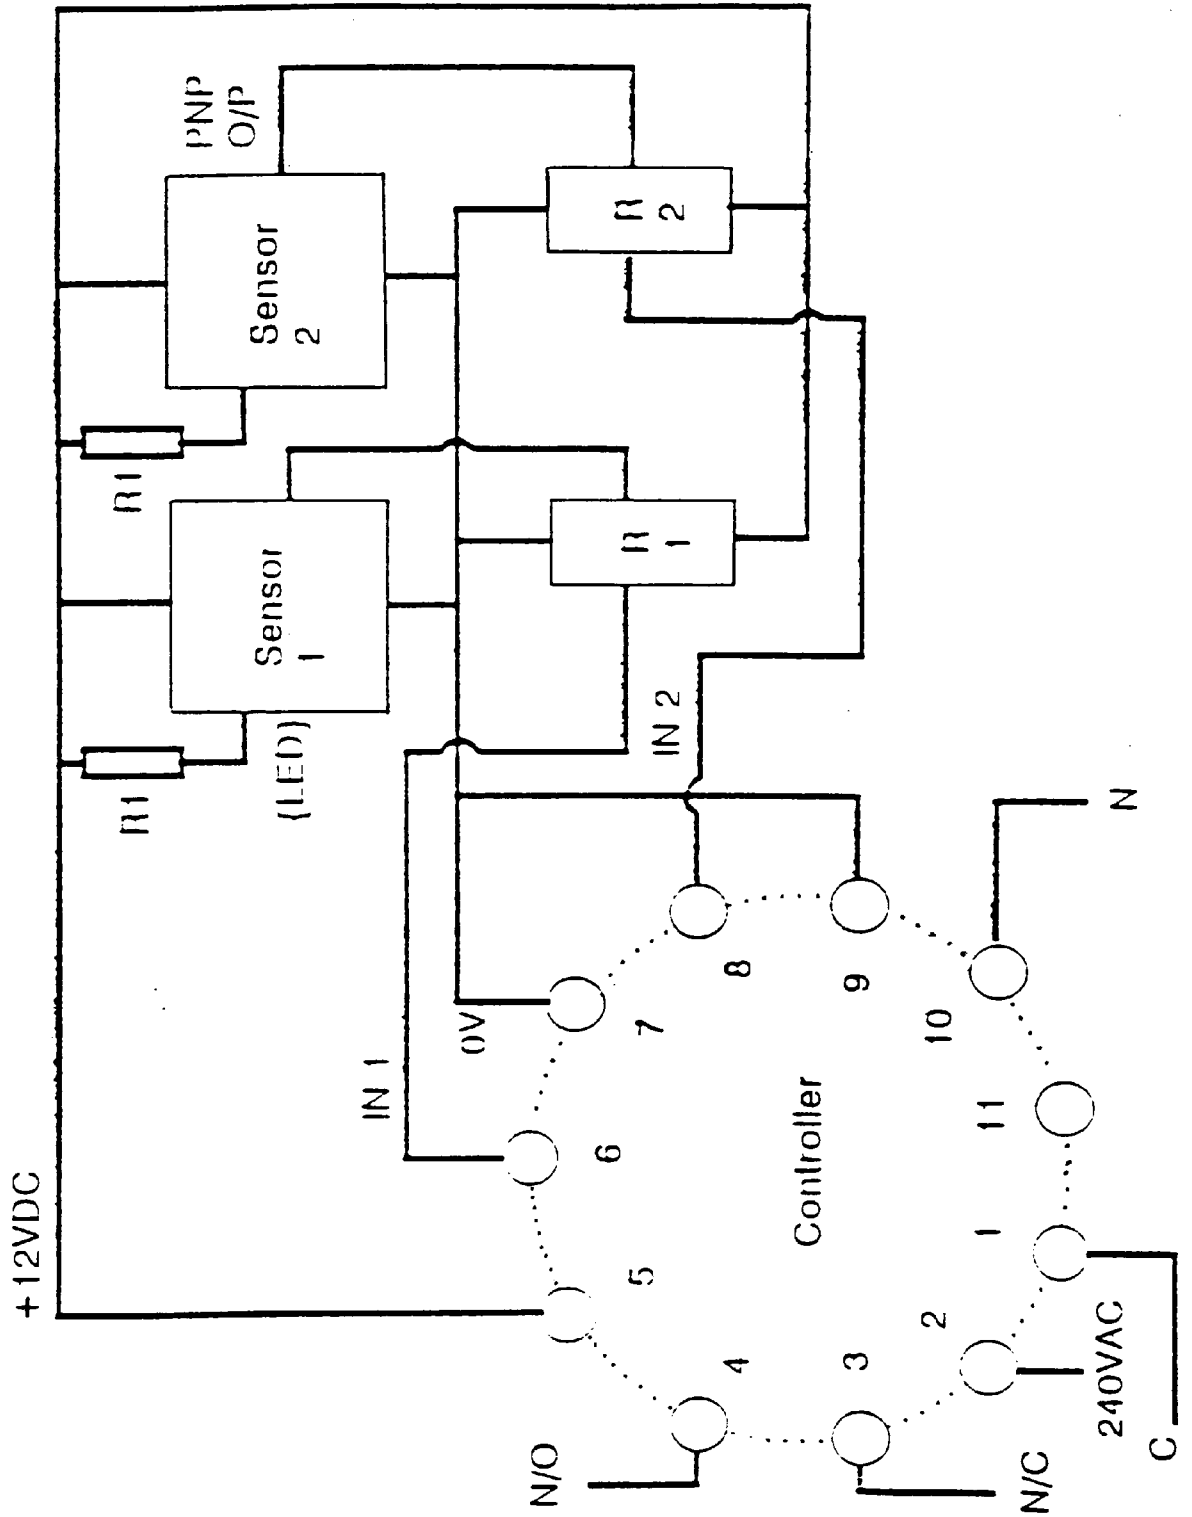 +12VDC
R1
R1
Sensor
1
(LED)
Sensor
2
PNP
O/P
R
1
R
2
IN 1
0V
IN 2
Controller
1
2
3
4
5
6
7
8
9
10
11
N/O
N/C
240VAC
C
N